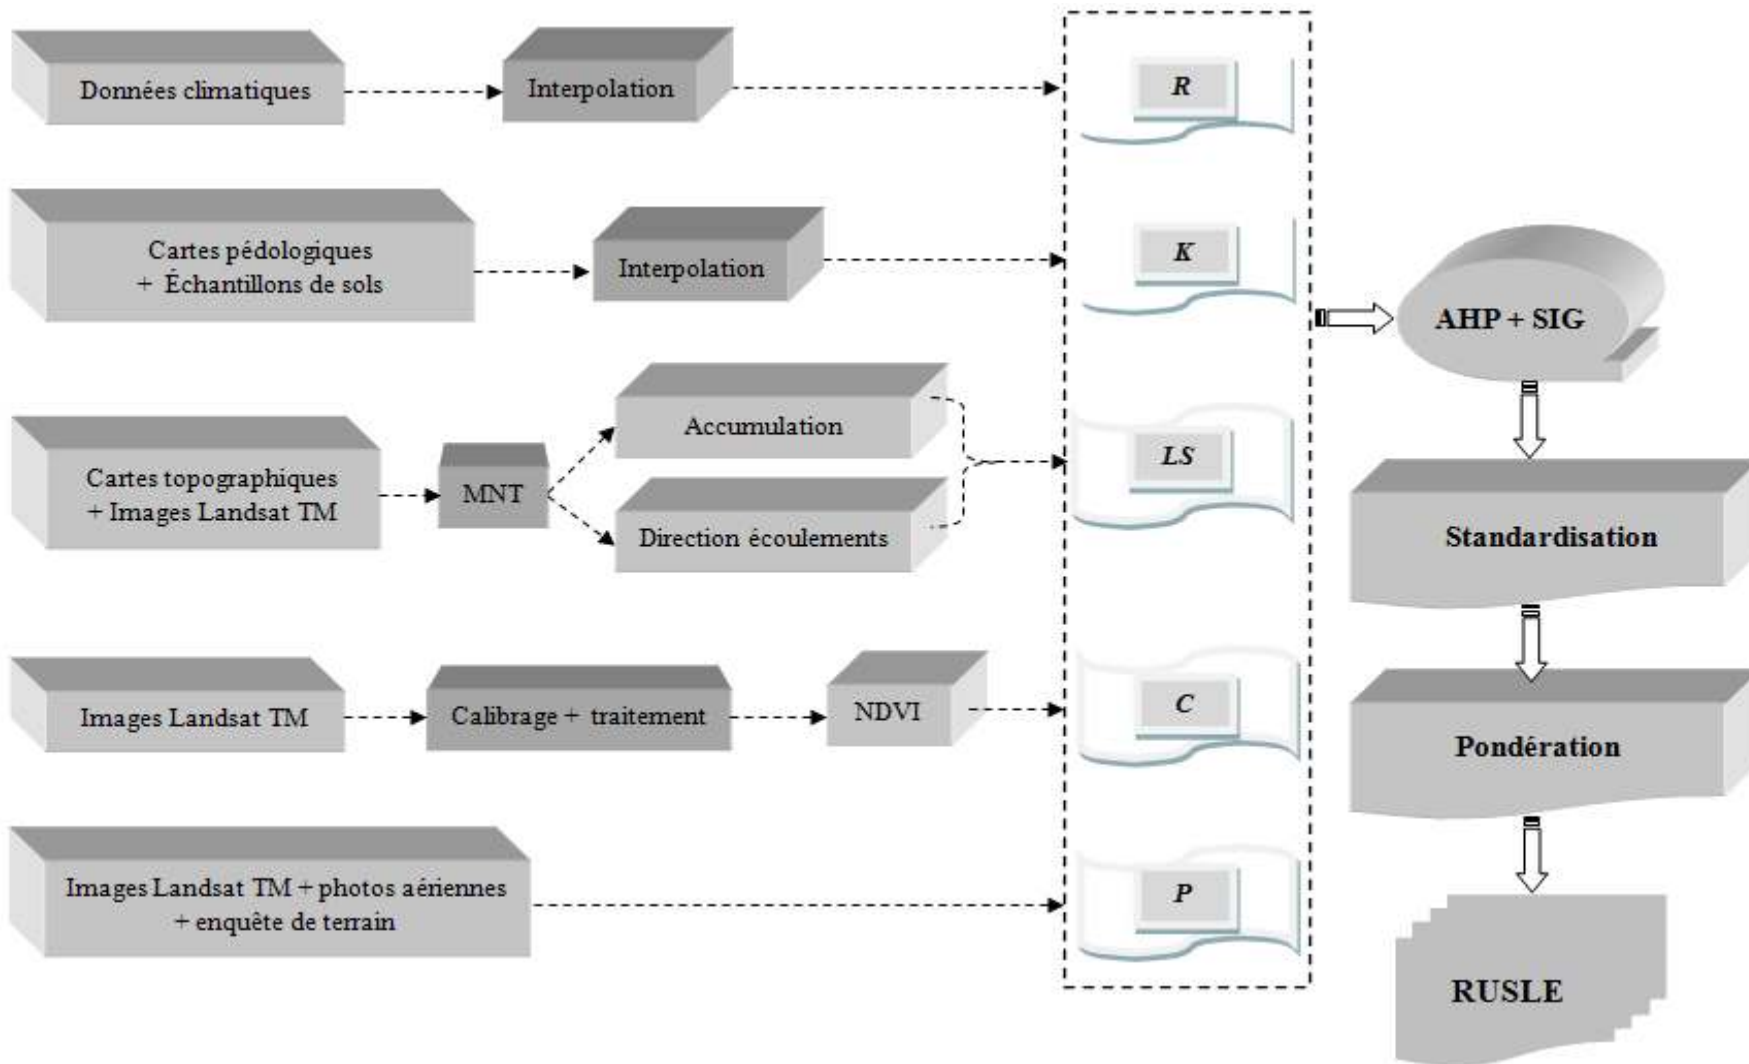 Données climatiques
Interpolation
R
Cartes pédologiques
+ Échantillons de sols
Interpolation
K
AHP + SIG
Cartes topographiques
+ Images Landsat TM
MNT
Accumulation
Direction écoulements
LS
Standardisation
Images Landsat TM
Calibrage + traitement
NDVI
C
Pondération
Images Landsat TM + photos aériennes
+ enquête de terrain
P
RUSLE